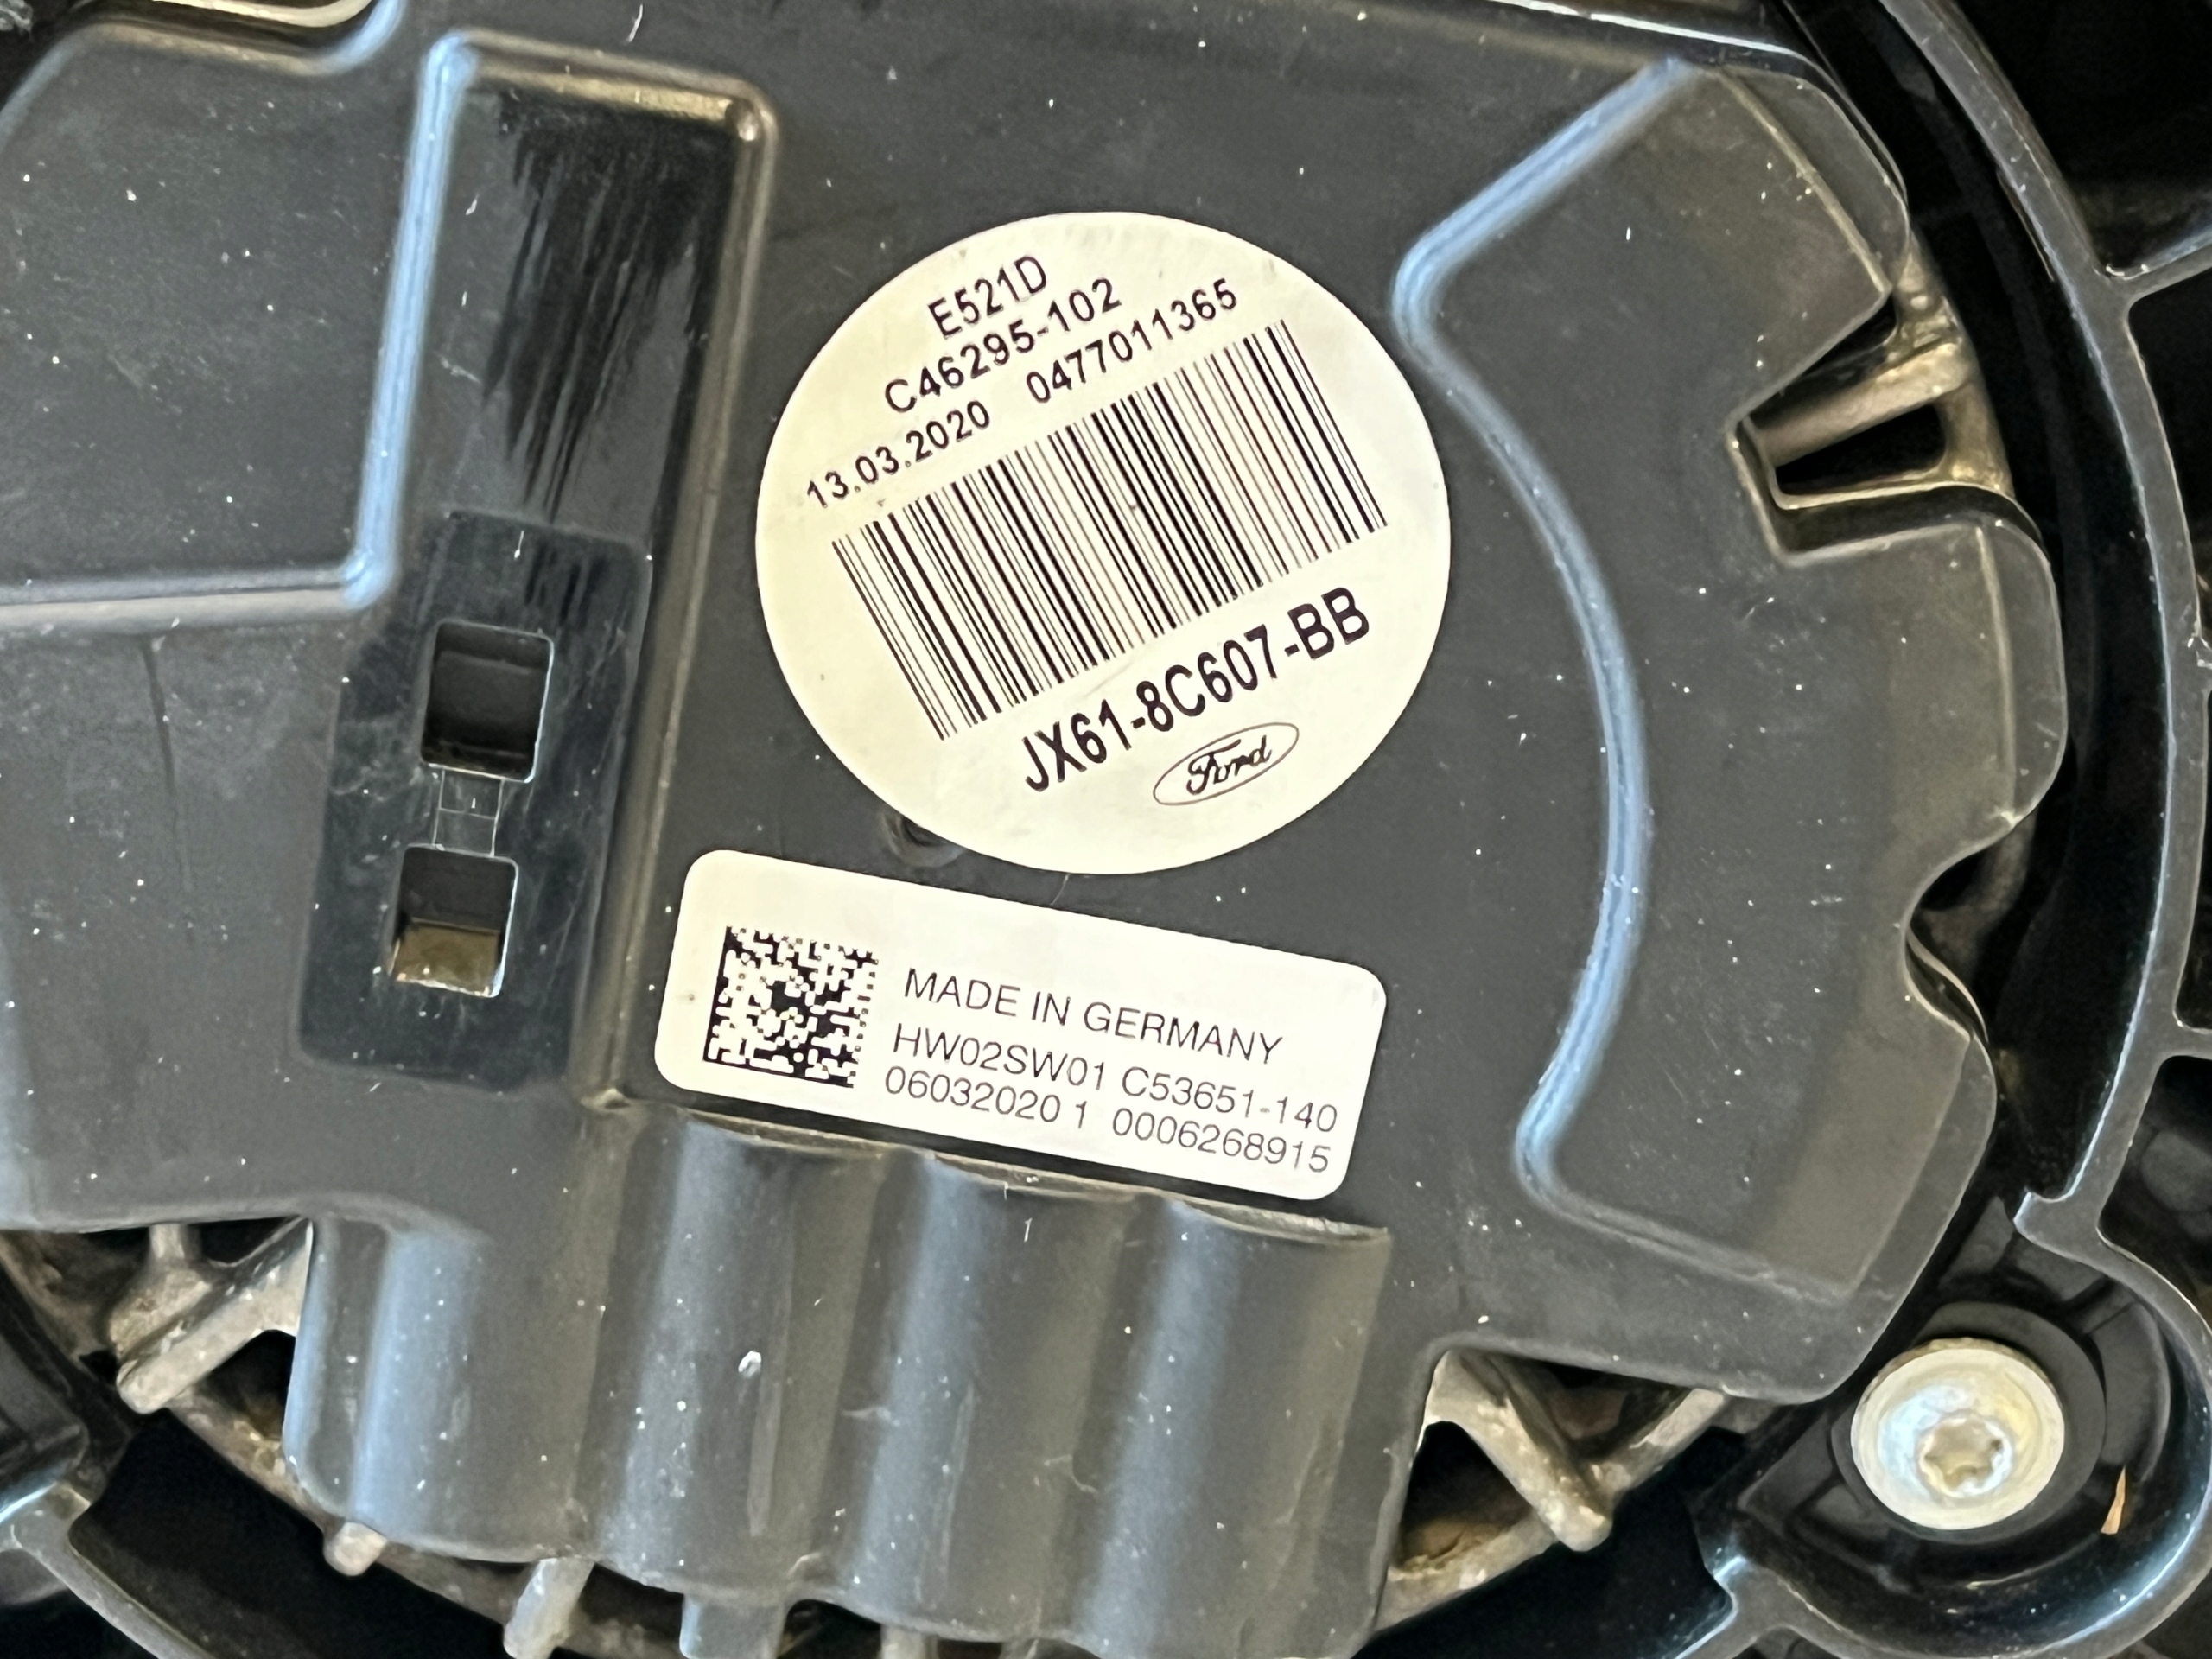 E521D
C46295-102
13.03.2020 0477011365
JX61-8C607-BB
Ford
MADE IN GERMANY
HW02SW01 C53651-140
06032020 1 0006268915